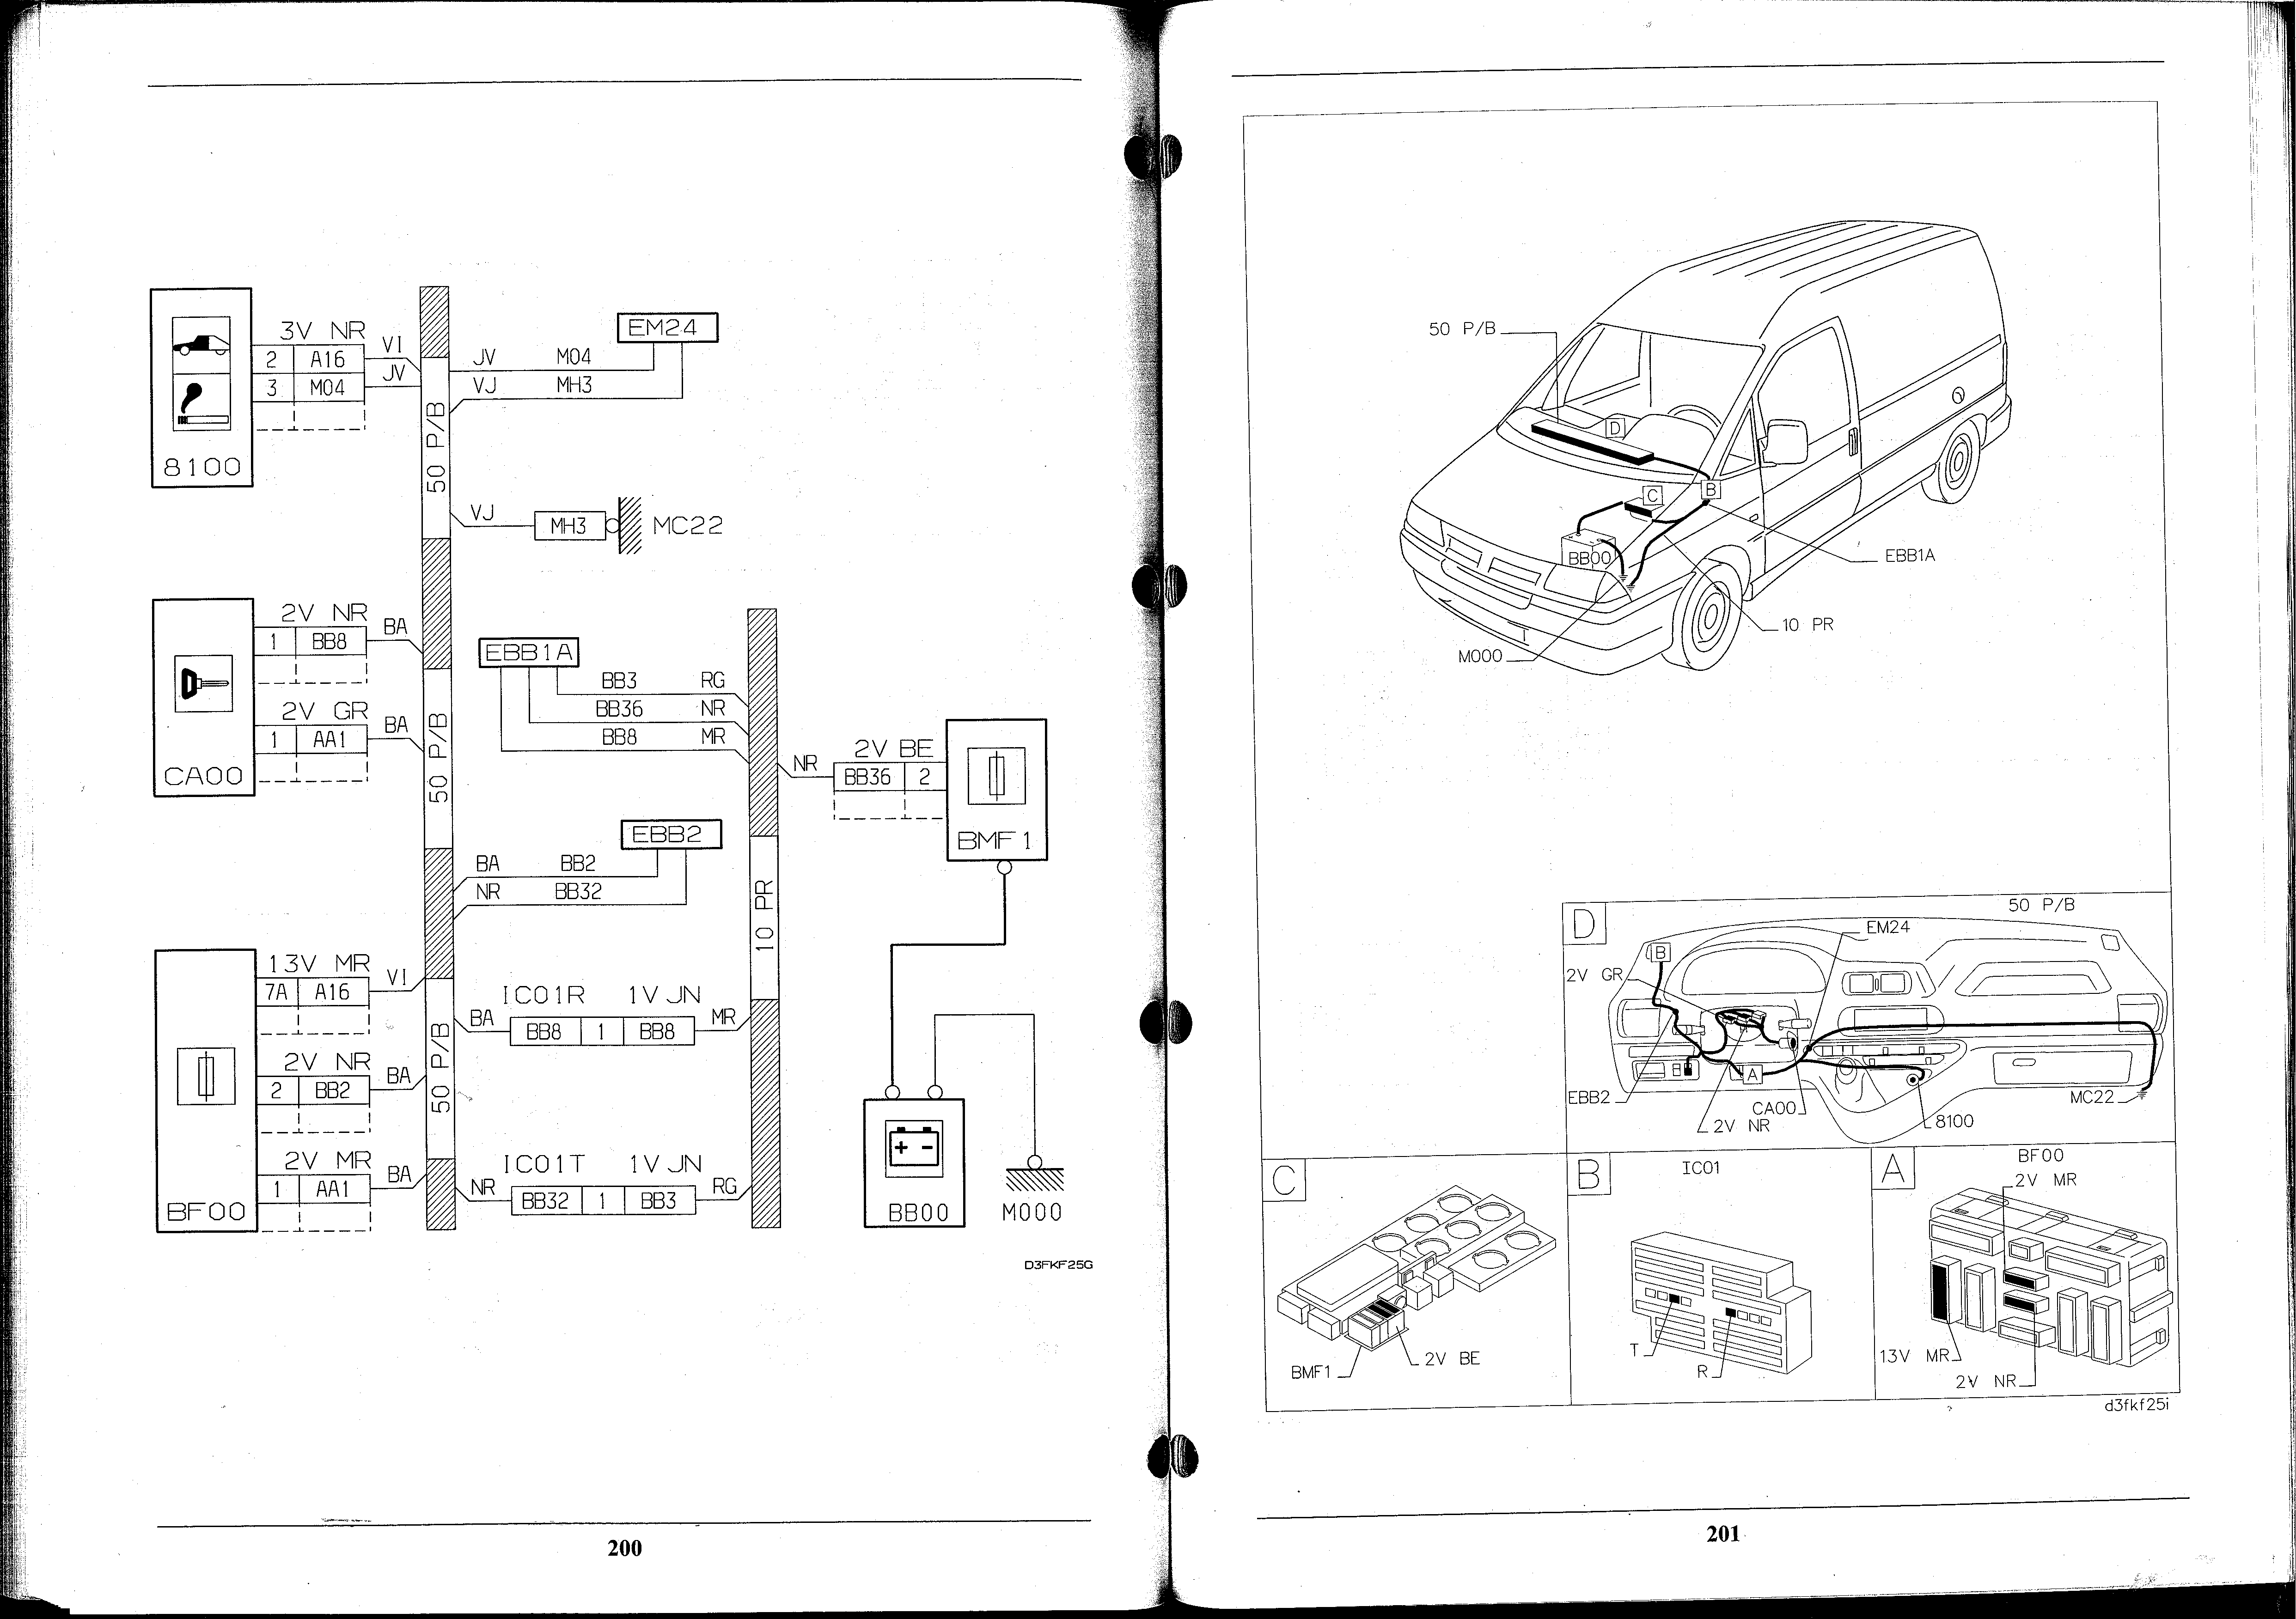 3V NR
2 A16 VI
3 M04 JV
8100
50 P/B
EM24
JV M04
VJ MH3
VJ MH3 MC22
2V NR
1 BB8 BA
2V GR
1 AA1 BA
CA00
50 P/B
EBB1A
BB3 RG
BB36 NR
BB8 MR
NR 2V BE
BB36 2
BMF1
EBB2
BA BB2
NR BB32
10 PR
13V MR
7A A16 VI
2V NR
2 BB2 BA
2V MR
1 AA1 BA
BF00
50 P/B
IC01R 1V JN
BA BB8 1 BB8 MR
IC01T 1V JN
NR BB32 1 BB3 RG
+ -
BB00
M000
D3FKF25G
200
50 P/B
D
C
B
BB00
EBB1A
10 PR
M000
D
50 P/B
EM24
B
2V GR
A
EBB2
CA00
2V NR
MC22
8100
C
BMF1
2V BE
B
IC01
T
R
A
BF00
2V MR
13V MR
2V NR
d3fkf25i
201